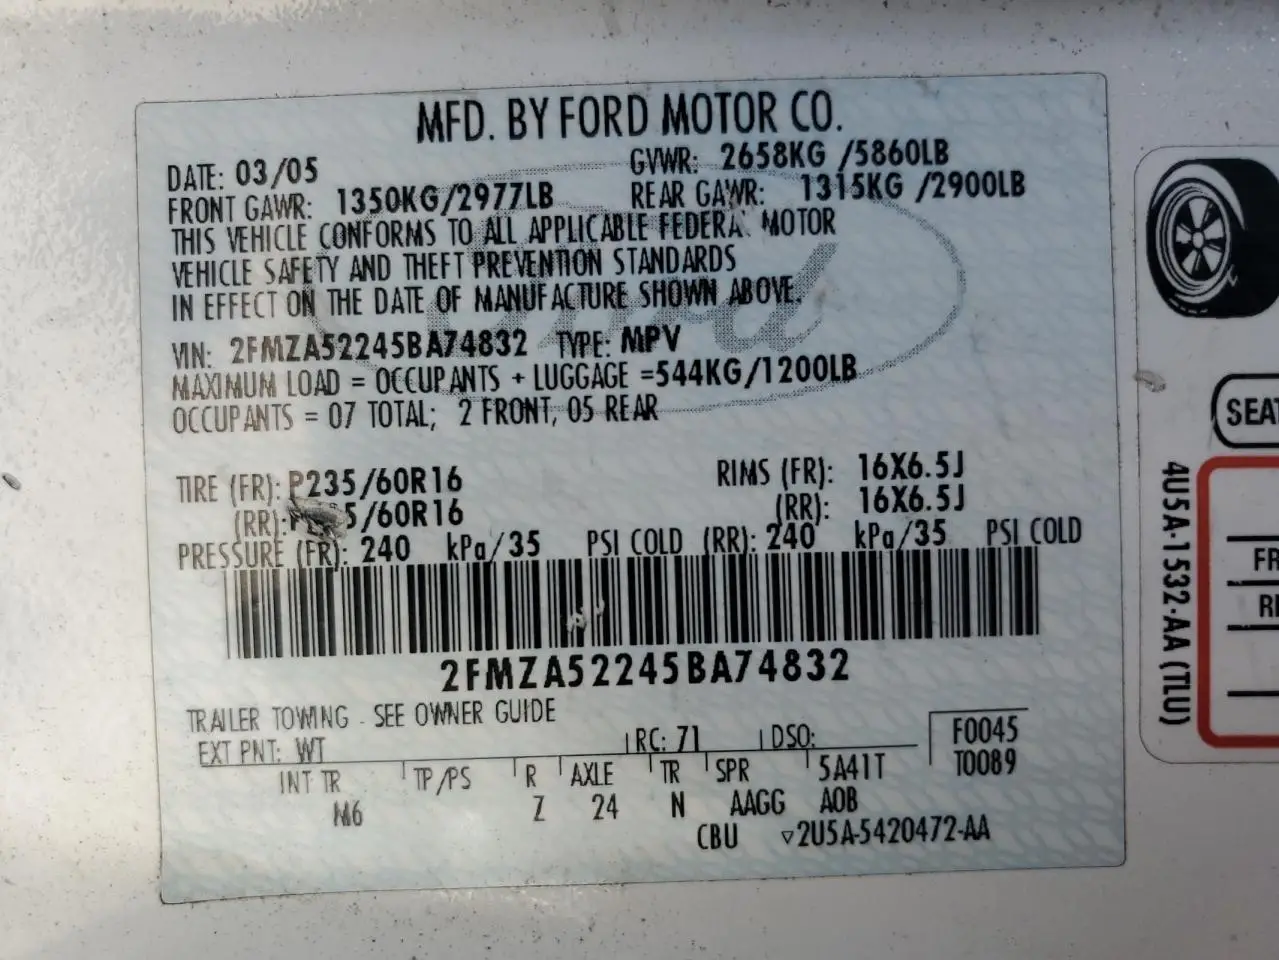 MFD. BY FORD MOTOR CO.
DATE: 03/05 GVWR: 2658KG /5860LB
FRONT GAWR: 1350KG/2977LB REAR GAWR: 1315KG /2900LB
THIS VEHICLE CONFORMS TO ALL APPLICABLE FEDERAL MOTOR
VEHICLE SAFETY AND THEFT PREVENTION STANDARDS
IN EFFECT ON THE DATE OF MANUFACTURE SHOWN ABOVE.
VIN: 2FMZA52245BA74832 TYPE: MPV
MAXIMUM LOAD = OCCUPANTS + LUGGAGE =544KG/1200LB
OCCUPANTS = 07 TOTAL; 2 FRONT, 05 REAR
TIRE (FR): P235/60R16 RIMS (FR): 16X6.5J
(RR): 5/60R16 (RR): 16X6.5J
PRESSURE (FR): 240 kPa/35 PSI COLD (RR): 240 kPa/35 PSI COLD
2FMZA52245BA74832
TRAILER TOWING - SEE OWNER GUIDE
EXT PNT: WT RC: 71 DSO: F0045
INT TR TP/PS R AXLE TR SPR 5A41T T0089
M6 Z 24 N AAGG A0B
CBU ▽2U5A-5420472-AA
Ford
SEAT
4U5A-1532-AA (TLU)
FR